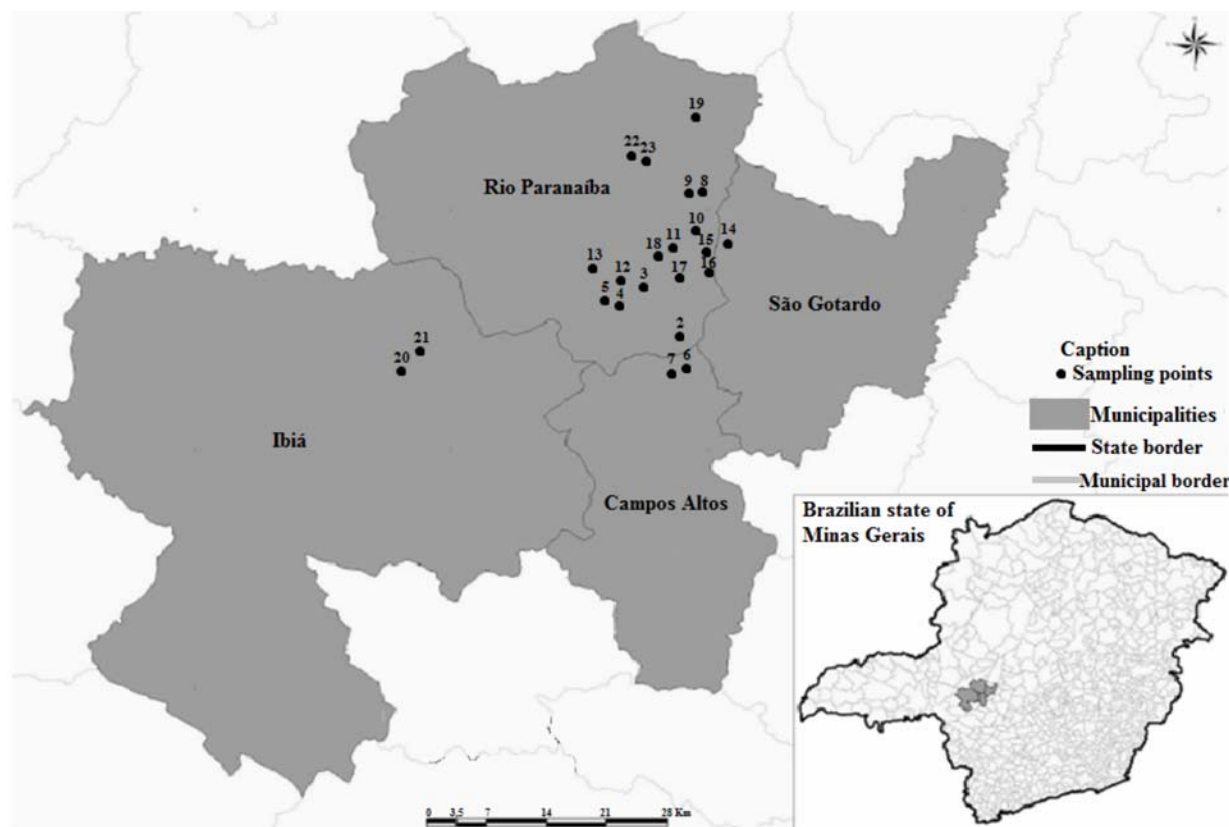 19
22 23
Rio Paranaíba
9 8
10
14
11
15
18
13
16
12
17
3
5
4
São Gotardo
2
21
6
7
20
Caption
Sampling points
Municipalities
Ibiá
State border
Municipal border
Campos Altos
Brazilian state of
Minas Gerais
0 3,5 7 14 21 28 Km